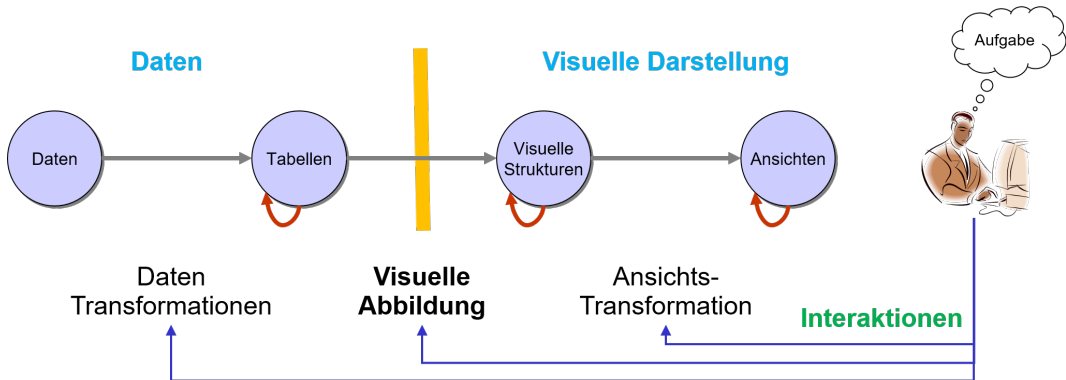 Aufgabe
Daten
Visuelle Darstellung
Daten
Tabellen
Visuelle
Strukturen
Ansichten
Daten
Transformationen
Visuelle
Abbildung
Ansichts-
Transformation
Interaktionen